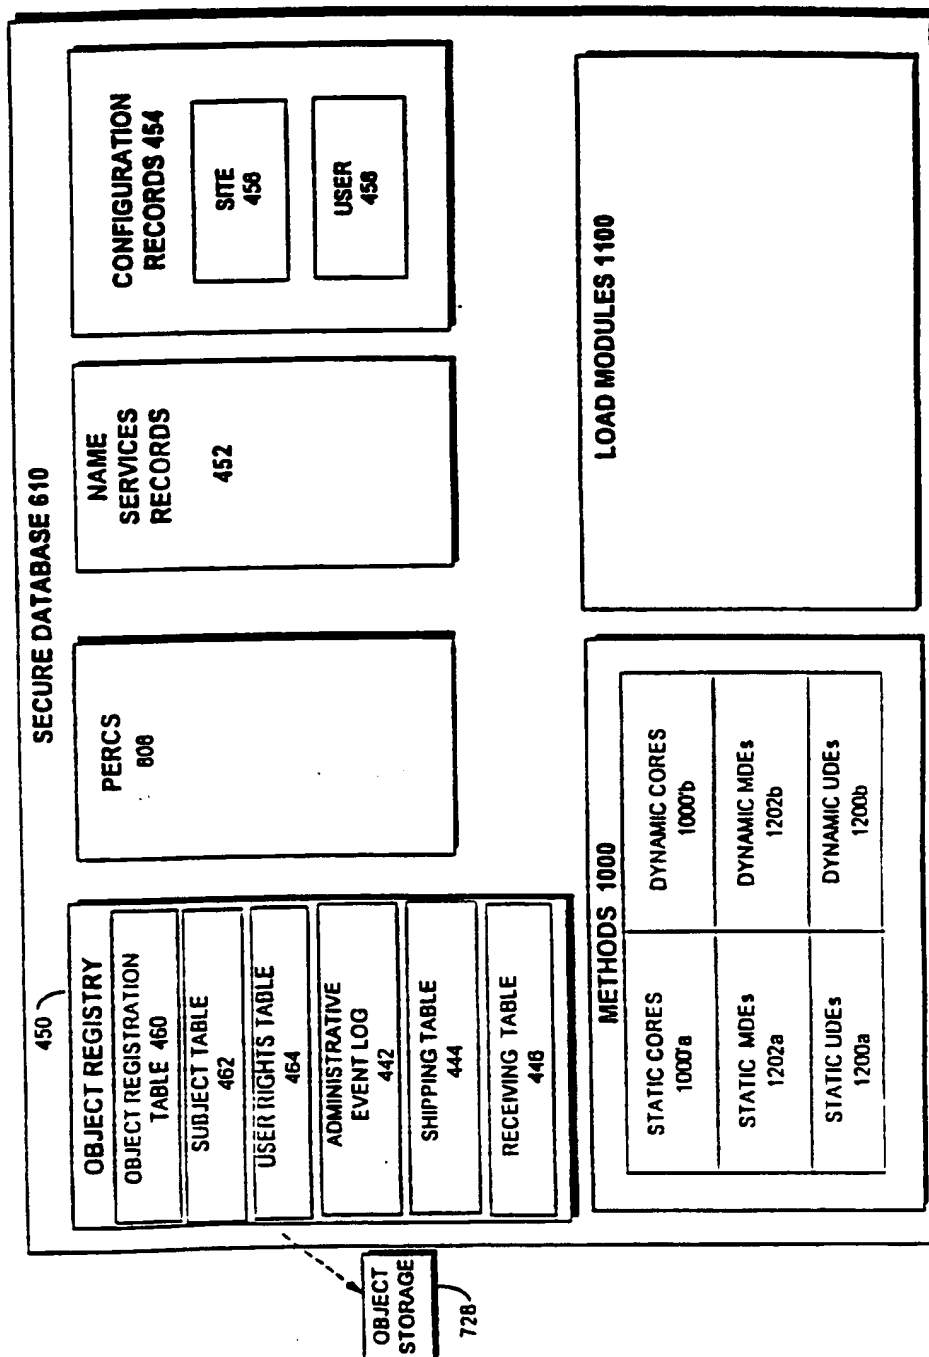 SECURE DATABASE 610
450
OBJECT REGISTRY
OBJECT REGISTRATION
TABLE 460
SUBJECT TABLE
462
USER RIGHTS TABLE
464
ADMINISTRATIVE
EVENT LOG
442
SHIPPING TABLE
444
RECEIVING TABLE
446
OBJECT
STORAGE
728
PERCS
808
NAME
SERVICES
RECORDS
452
CONFIGURATION
RECORDS 454
SITE
456
USER
458
METHODS 1000
STATIC CORES
1000'a
DYNAMIC CORES
1000'b
STATIC MDEs
1202a
DYNAMIC MDEs
1202b
STATIC UDEs
1200a
DYNAMIC UDEs
1200b
LOAD MODULES 1100